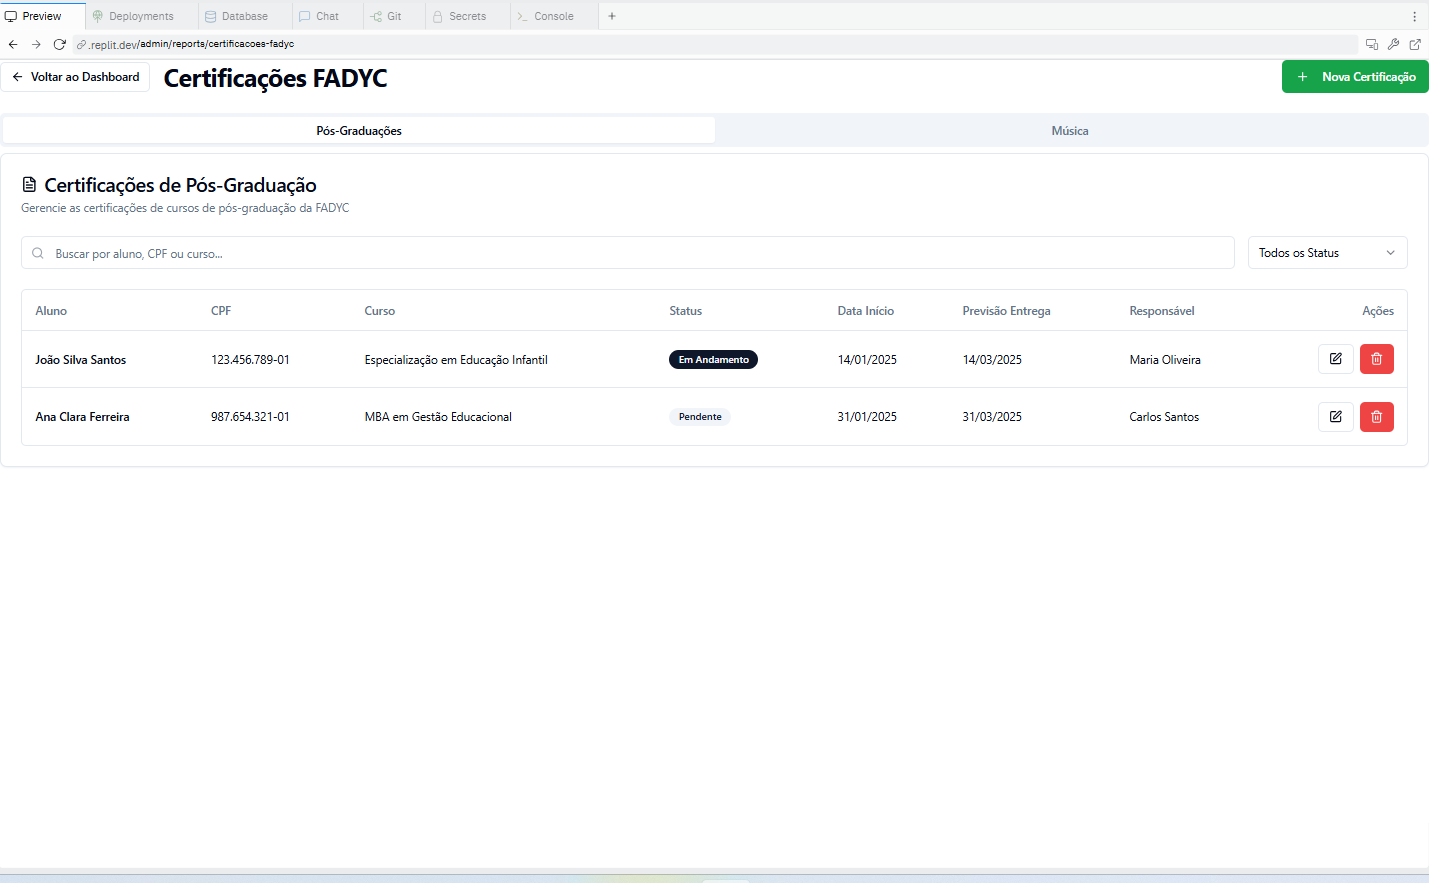 Preview Deployments Database Chat Git Secrets Console
.replit.dev/admin/reports/certificacoes-fadyc
Voltar ao Dashboard Certificações FADYC Nova Certificação
Pós-Graduações Música
Certificações de Pós-Graduação
Gerencie as certificações de cursos de pós-graduação da FADYC
Buscar por aluno, CPF ou curso... Todos os Status
Aluno CPF Curso Status Data Início Previsão Entrega Responsável Ações
João Silva Santos 123.456.789-01 Especialização em Educação Infantil Em Andamento 14/01/2025 14/03/2025 Maria Oliveira
Ana Clara Ferreira 987.654.321-01 MBA em Gestão Educacional Pendente 31/01/2025 31/03/2025 Carlos Santos